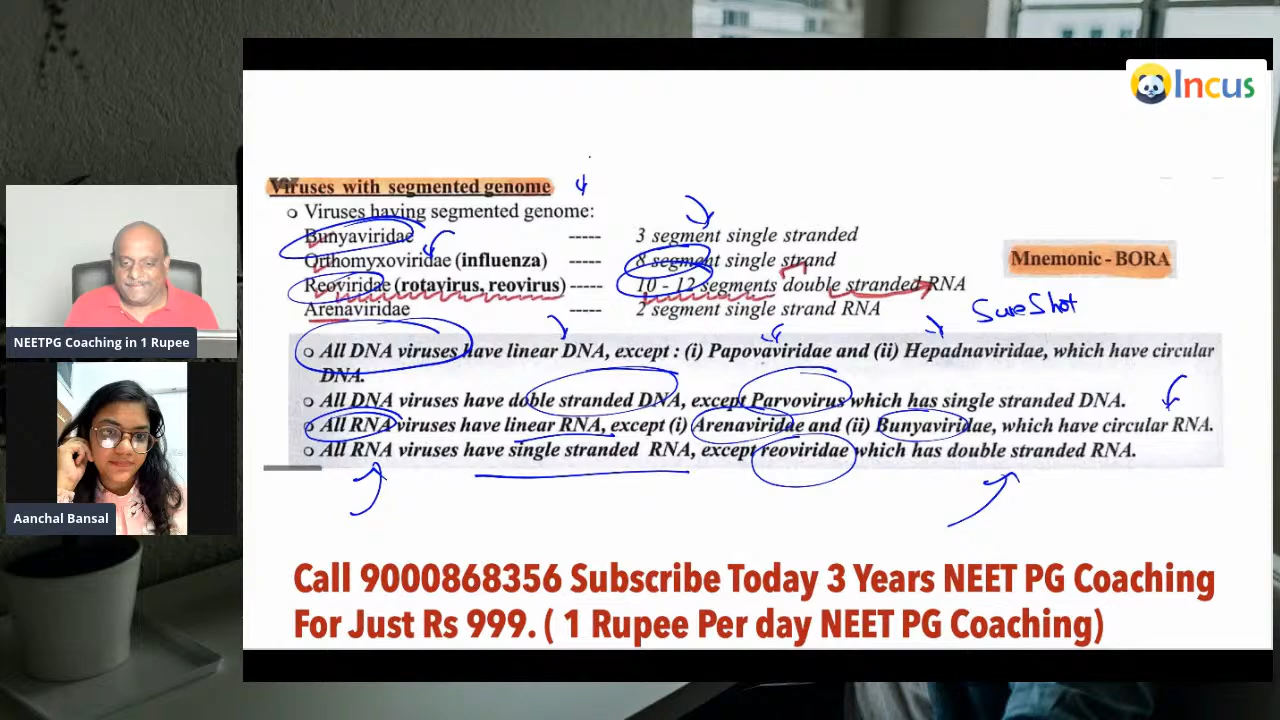 Incus
Viruses with segmented genome
Viruses having segmented genome:
Bunyaviridae ----- 3 segment single stranded
Orthomyxoviridae (influenza) ----- 8 segment single strand
Reoviridae (rotavirus, reovirus) ----- 10 - 12 segments double stranded RNA
Arenaviridae ----- 2 segment single strand RNA
Mnemonic - BORA
SureShot
All DNA viruses have linear DNA, except : (i) Papovaviridae and (ii) Hepadnaviridae, which have circular
DNA.
All DNA viruses have doble stranded DNA, except Parvovirus which has single stranded DNA.
All RNA viruses have linear RNA, except (i) Arenaviridae and (ii) Bunyaviridae, which have circular RNA.
All RNA viruses have single stranded RNA, except reoviridae which has double stranded RNA.
NEETPG Coaching in 1 Rupee
Aanchal Bansal
Call 9000868356 Subscribe Today 3 Years NEET PG Coaching
For Just Rs 999. ( 1 Rupee Per day NEET PG Coaching)